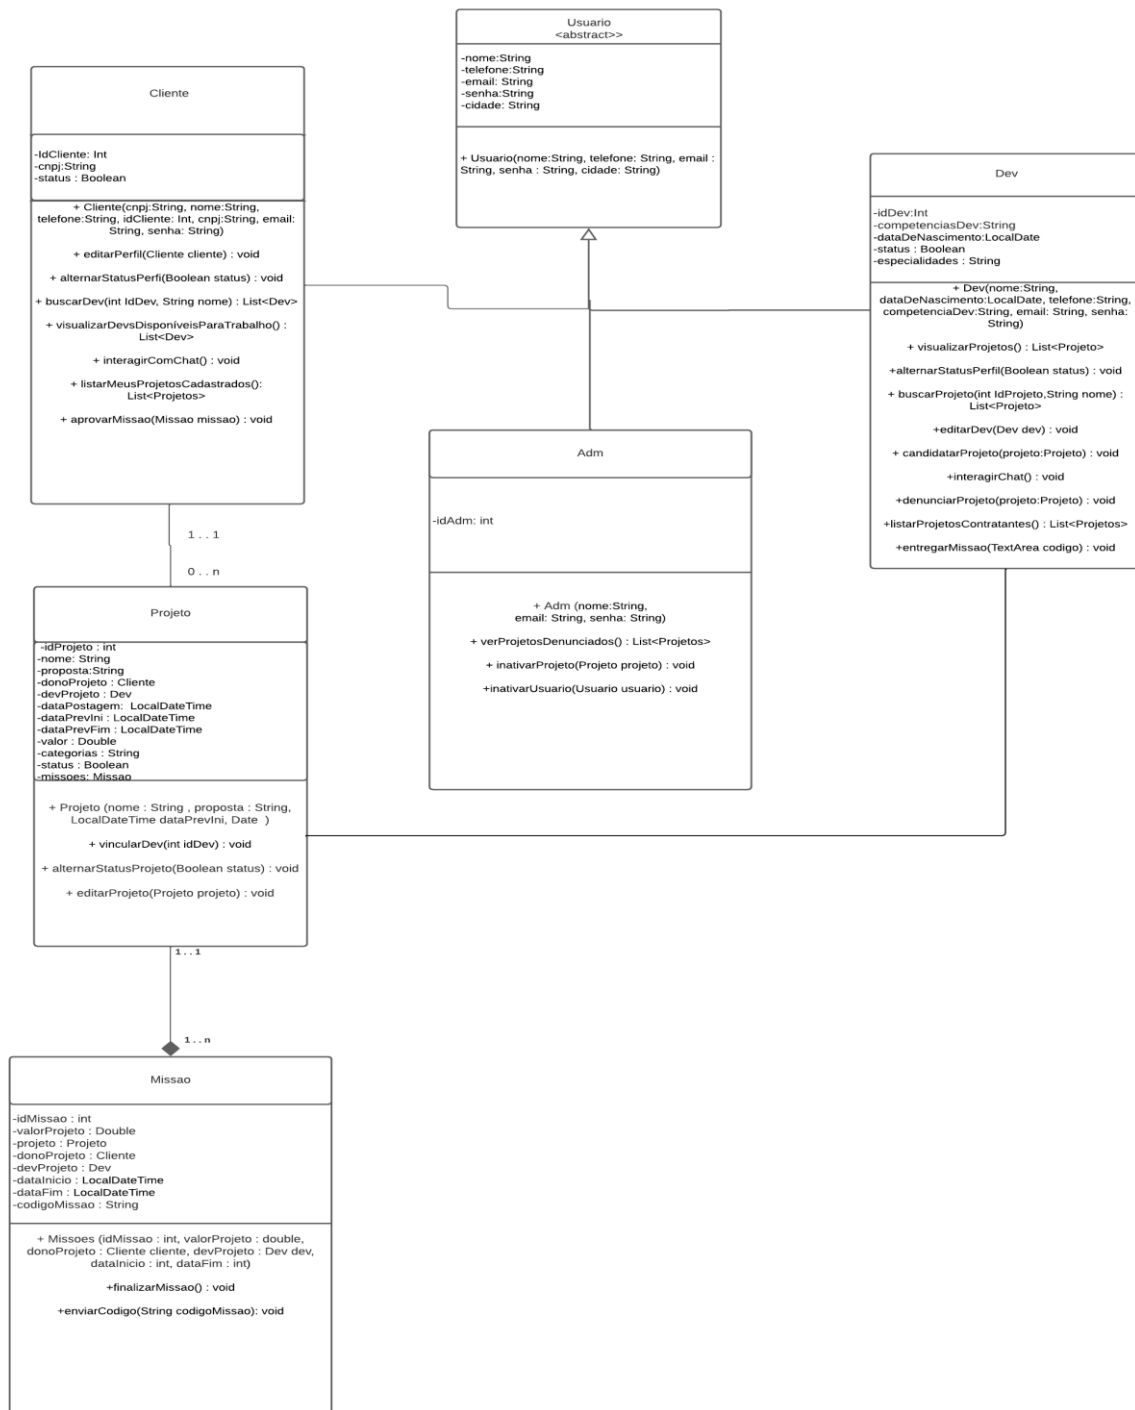 Usuario
<abstract>>
-nome:String
-telefone:String
-email: String
-senha:String
-cidade: String
+ Usuario(nome:String, telefone: String, email :
String, senha : String, cidade: String)
Cliente
-IdCliente: Int
-cnpj:String
-status : Boolean
+ Cliente(cnpj:String, nome:String,
telefone:String, idCliente: Int, cnpj:String, email:
String, senha: String)
+ editarPerfil(Cliente cliente) : void
+ alternarStatusPerfi(Boolean status) : void
+ buscarDev(int IdDev, String nome) : List<Dev>
+ visualizarDevsDisponíveisParaTrabalho() :
List<Dev>
+ interagirComChat() : void
+ listarMeusProjetosCadastrados():
List<Projetos>
+ aprovarMissao(Missao missao) : void
Dev
-idDev:Int
-competenciasDev:String
-dataDeNascimento:LocalDate
-status : Boolean
-especialidades : String
+ Dev(nome:String,
dataDeNascimento:LocalDate, telefone:String,
competenciaDev:String, email: String, senha:
String)
+ visualizarProjetos() : List<Projeto>
+alternarStatusPerfil(Boolean status) : void
+ buscarProjeto(int IdProjeto,String nome) :
List<Projeto>
+editarDev(Dev dev) : void
+ candidatarProjeto(projeto:Projeto) : void
+interagirChat() : void
+denunciarProjeto(projeto:Projeto) : void
+listarProjetosContratantes() : List<Projetos>
+entregarMissao(TextArea codigo) : void
Adm
-idAdm: int
+ Adm (nome:String,
email: String, senha: String)
+ verProjetosDenunciados() : List<Projetos>
+ inativarProjeto(Projeto projeto) : void
+inativarUsuario(Usuario usuario) : void
1 . . 1
0 . . n
Projeto
-idProjeto : int
-nome: String
-proposta:String
-donoProjeto : Cliente
-devProjeto : Dev
-dataPostagem: LocalDateTime
-dataPrevIni : LocalDateTime
-dataPrevFim : LocalDateTime
-valor : Double
-categorias : String
-status : Boolean
-missoes: Missao
+ Projeto (nome : String , proposta : String,
LocalDateTime dataPrevIni, Date )
+ vincularDev(int idDev) : void
+ alternarStatusProjeto(Boolean status) : void
+ editarProjeto(Projeto projeto) : void
1..1
1..n
Missao
-idMissao : int
-valorProjeto : Double
-projeto : Projeto
-donoProjeto : Cliente
-devProjeto : Dev
-dataInicio : LocalDateTime
-dataFim : LocalDateTime
-codigoMissao : String
+ Missoes (idMissao : int, valorProjeto : double,
donoProjeto : Cliente cliente, devProjeto : Dev dev,
dataInicio : int, dataFim : int)
+finalizarMissao() : void
+enviarCodigo(String codigoMissao): void